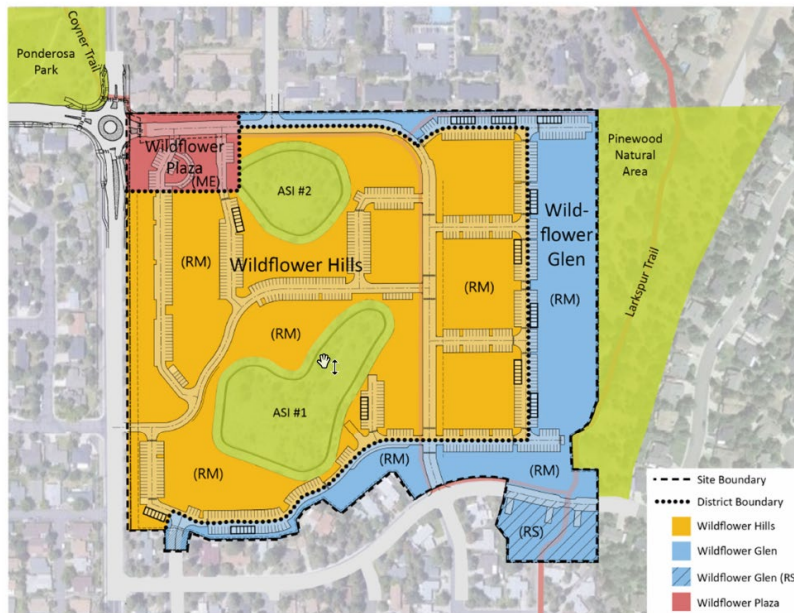 Ponderosa
Park
Coyner Trail
Wildflower
Plaza
(ME)
ASI #2
Pinewood
Natural
Area
Wild-
flower
Glen
(RM)
(RM)
Wildflower Hills
(RM)
(RM)
Larkspur Trail
ASI #1
(RM)
(RM)
(RM)
(RS)
Site Boundary
District Boundary
Wildflower Hills
Wildflower Glen
Wildflower Glen (RS
Wildflower Plaza